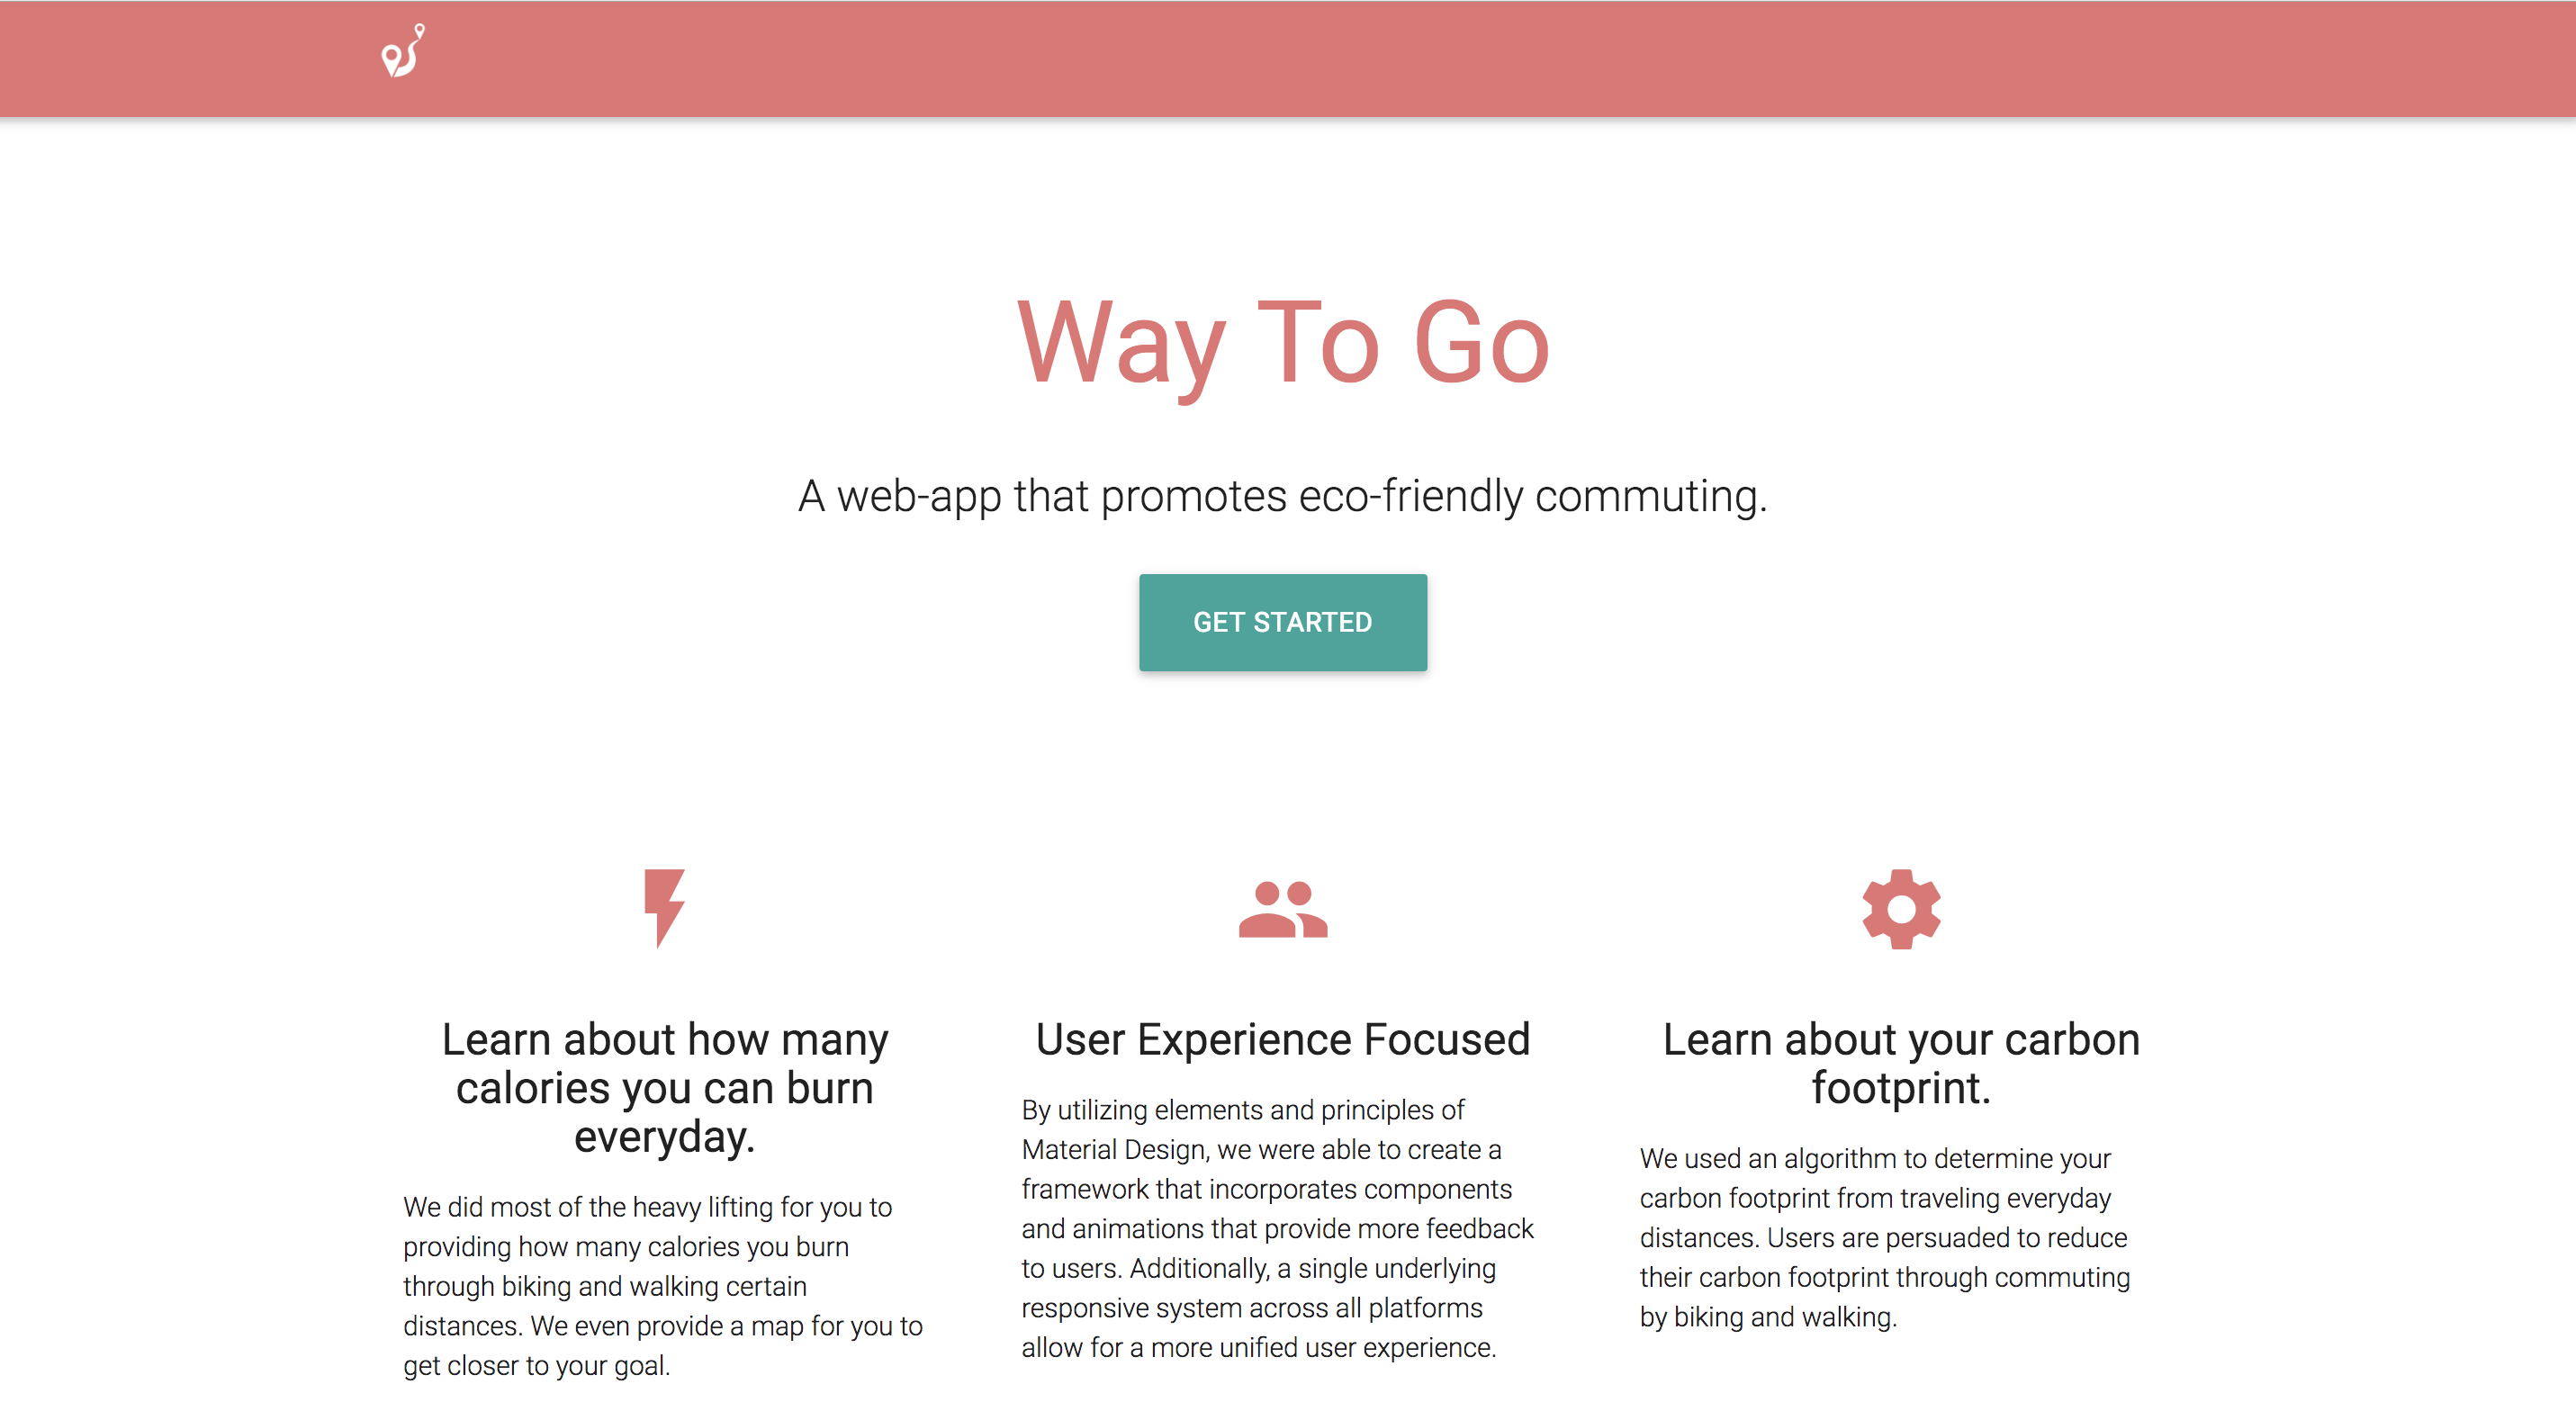 Way To Go
A web-app that promotes eco-friendly commuting.
GET STARTED
Learn about how many
calories you can burn
everyday.
We did most of the heavy lifting for you to
providing how many calories you burn
through biking and walking certain
distances. We even provide a map for you to
get closer to your goal.
User Experience Focused
By utilizing elements and principles of
Material Design, we were able to create a
framework that incorporates components
and animations that provide more feedback
to users. Additionally, a single underlying
responsive system across all platforms
allow for a more unified user experience.
Learn about your carbon
footprint.
We used an algorithm to determine your
carbon footprint from traveling everyday
distances. Users are persuaded to reduce
their carbon footprint through commuting
by biking and walking.